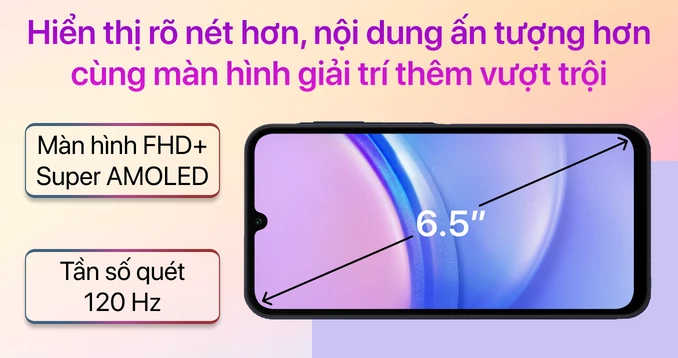 Hiển thị rõ nét hơn, nội dung ấn tượng hơn
cùng màn hình giải trí thêm vượt trội
Màn hình FHD+
Super AMOLED
6.5"
Tần số quét
120 Hz